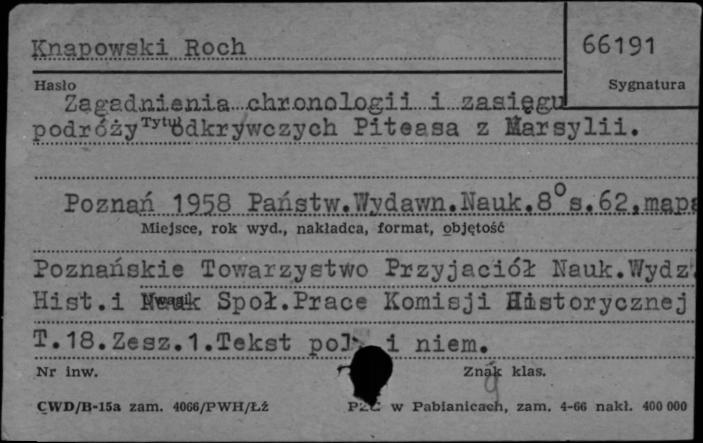 Knapowski Roch
66191
Hasło
Sygnatura
Zagadnienia chronologii i zasięgu
podróży odkrywczych Piteasa z Marsylii.
Tytuł
Poznań 1958 Państw.Wydawn.Nauk.8° s.62,mapa
Miejsce, rok wyd., nakładca, format, objętość
Poznańskie Towarzystwo Przyjaciół Nauk.Wydz.
Hist.i Społ.Prace Komisji Historycznej
T.18.Zesz.1.Tekst pol. i niem.
Nr inw.
Znak klas.
CWD/B-15a zam. 4066/PWH/Łź
PZG w Pabianicach, zam. 4-66 nakł. 400 000